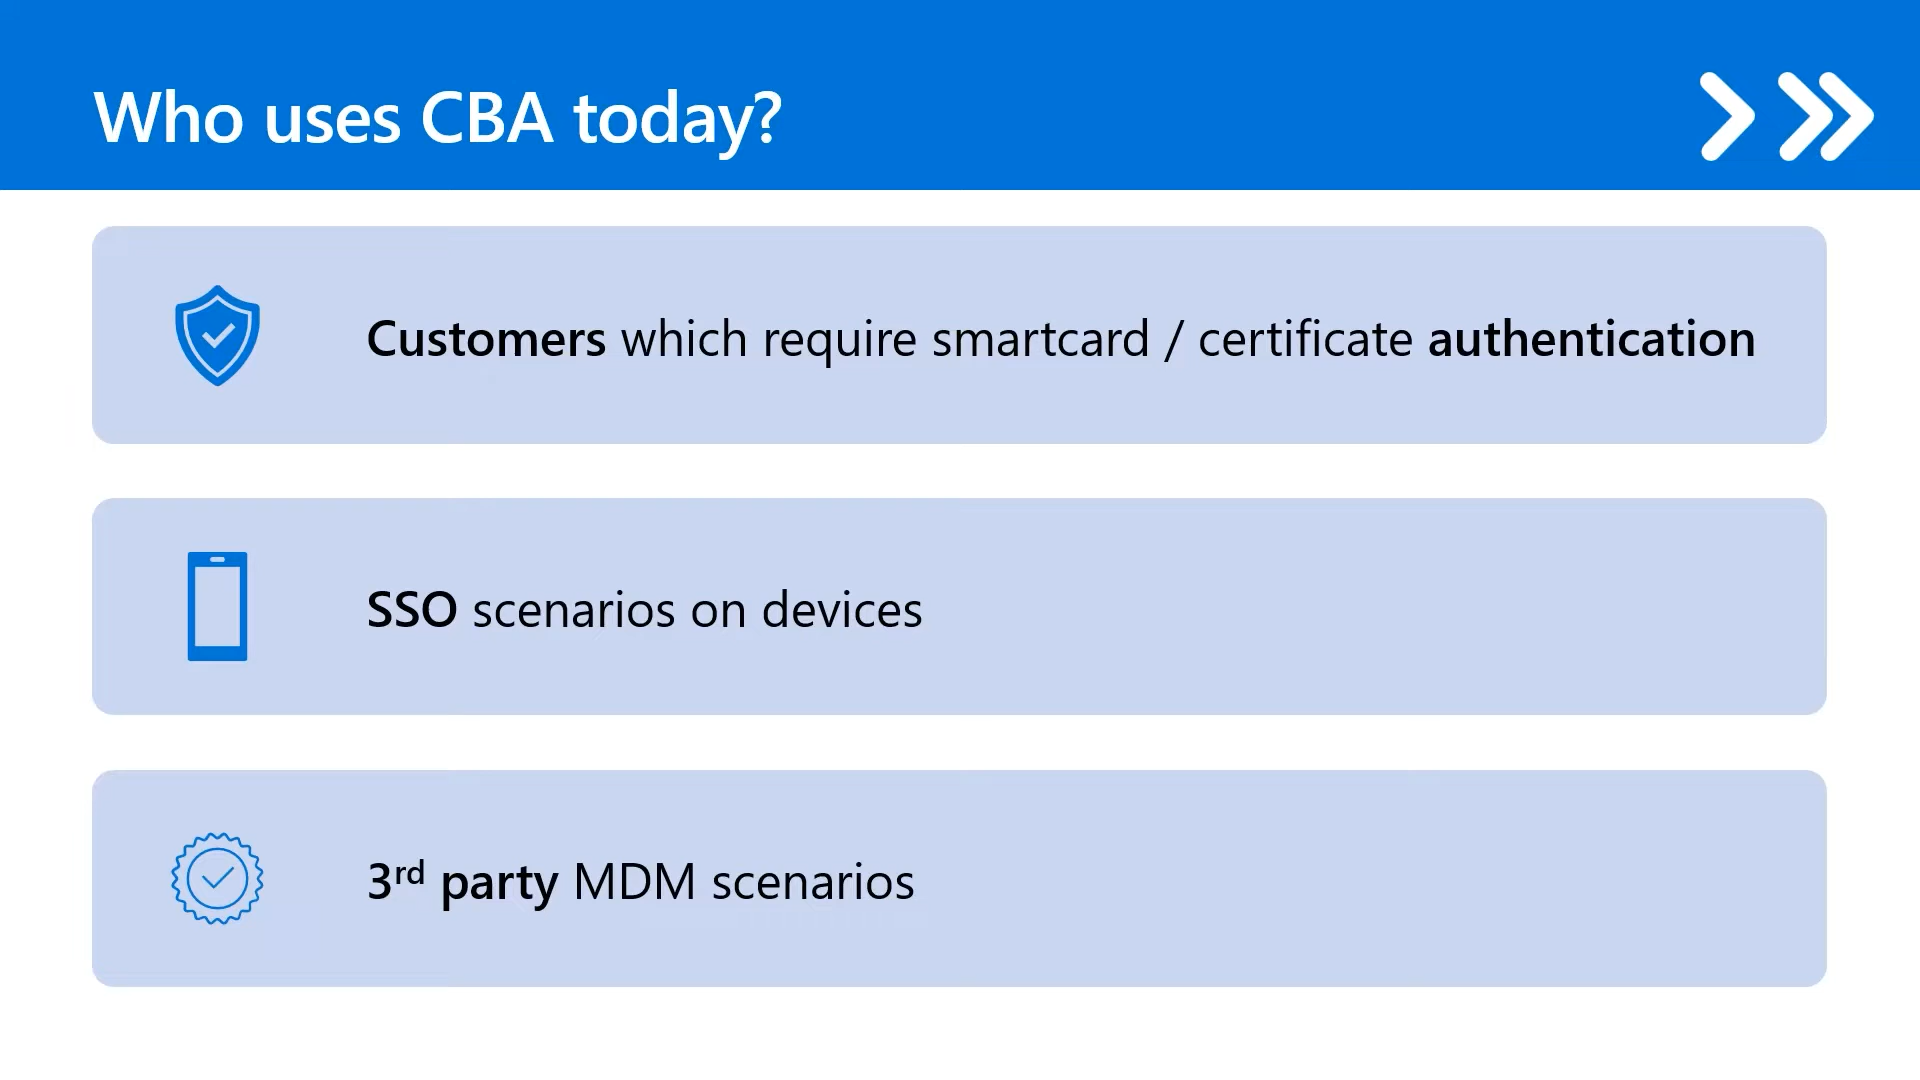 Who uses CBA today?
Customers which require smartcard / certificate authentication
SSO scenarios on devices
3rd party MDM scenarios